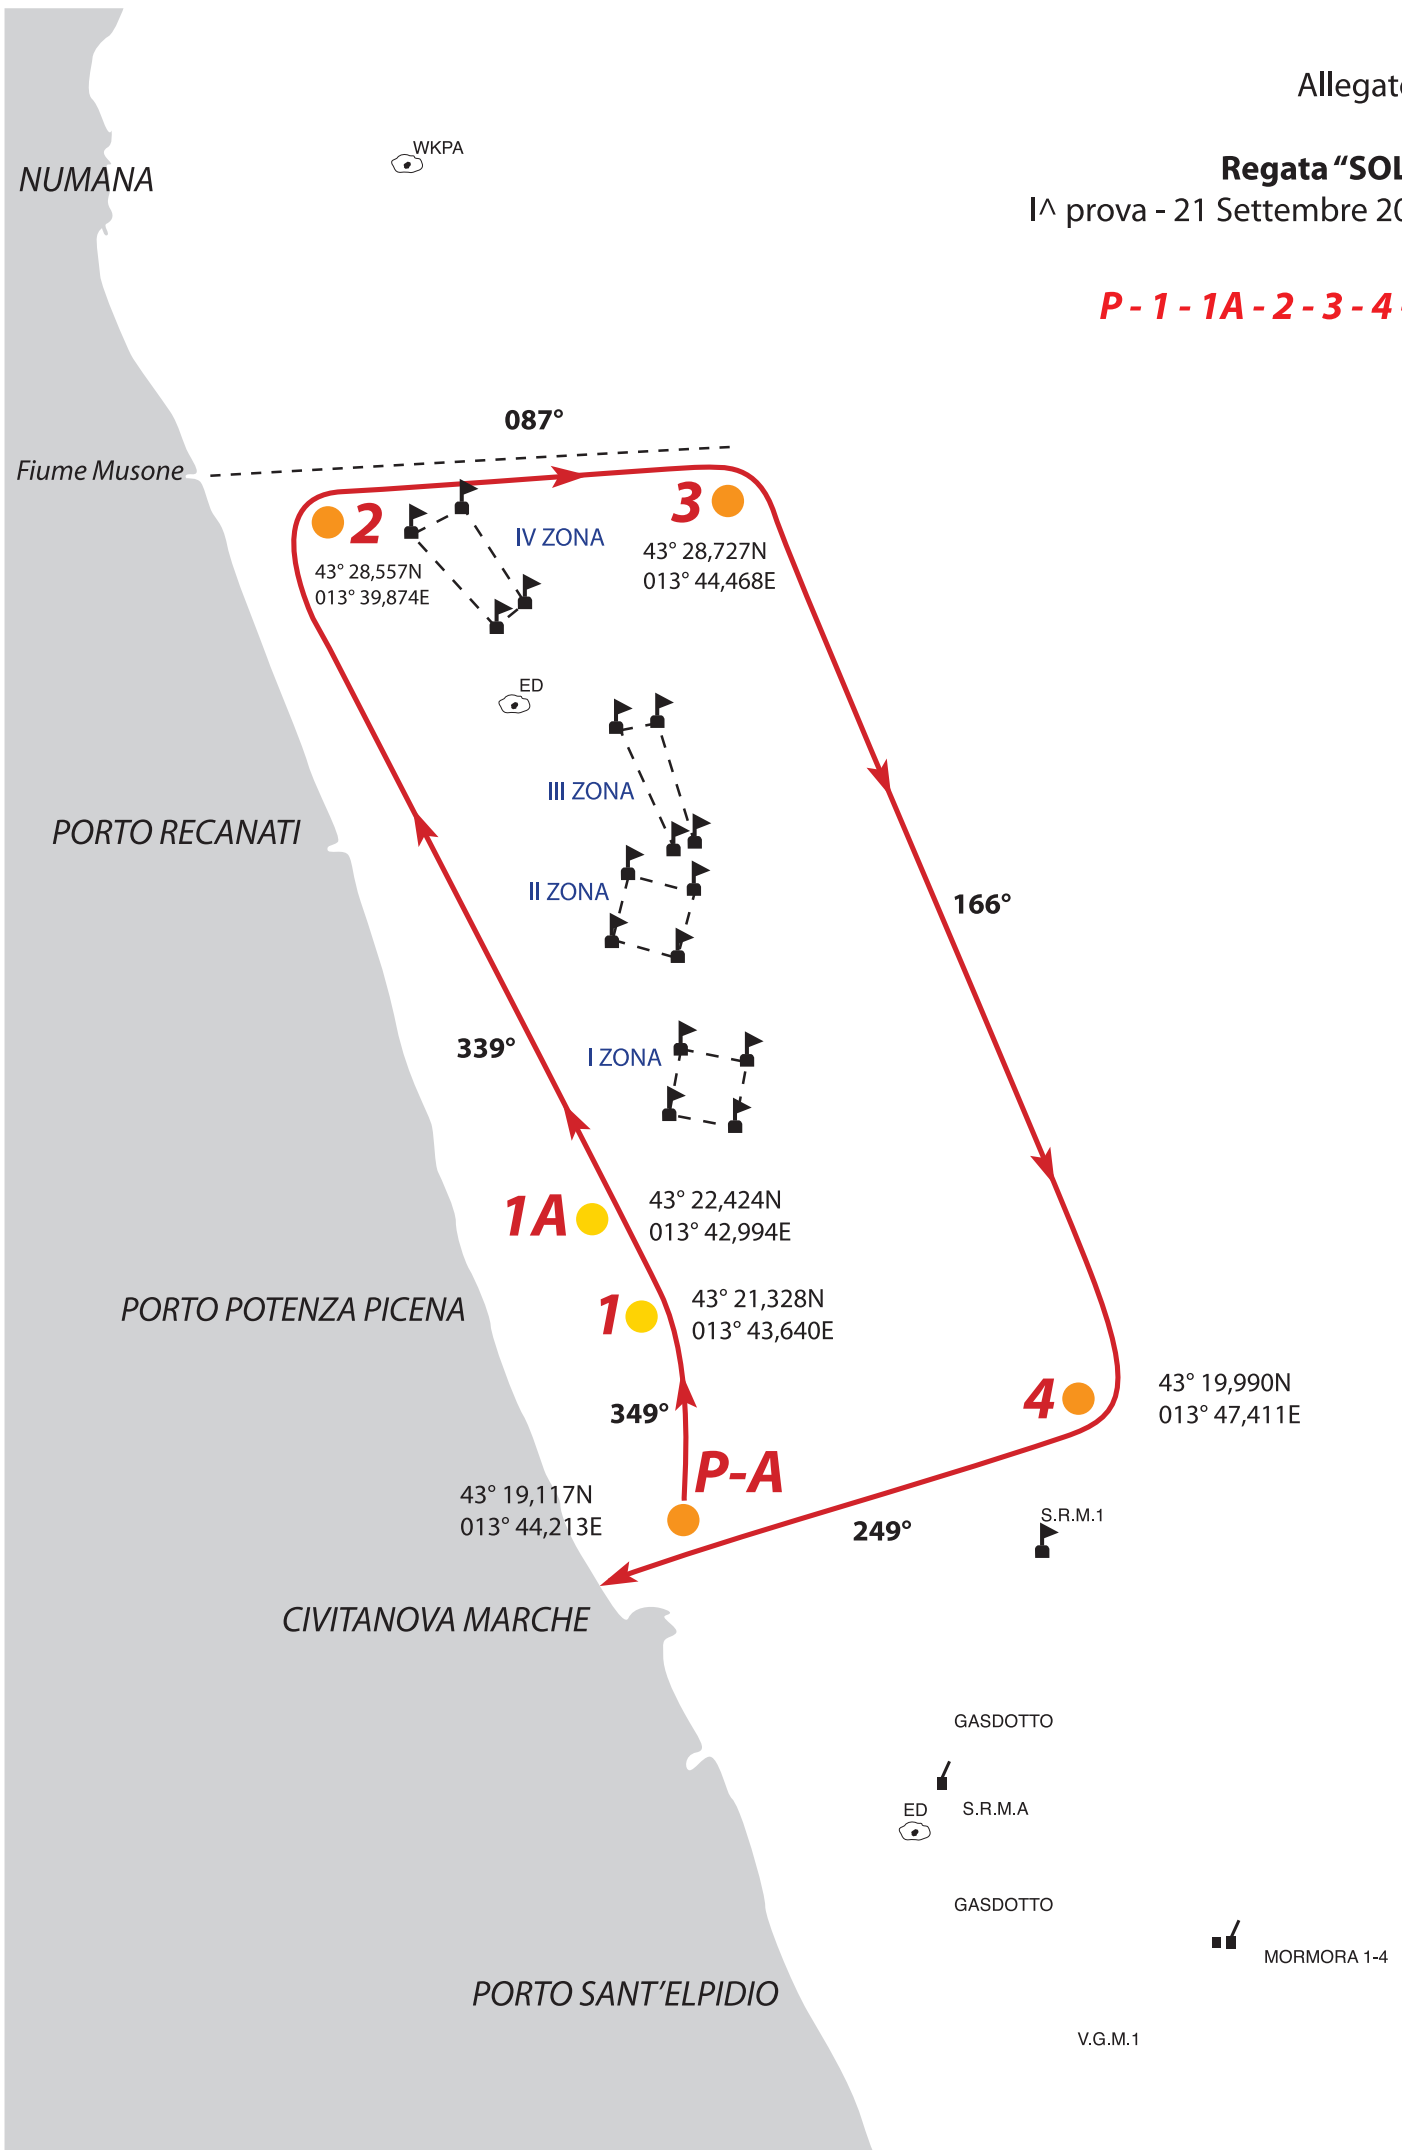 Allegato
Regata “SOL
I^ prova - 21 Settembre 20
P - 1 - 1A - 2 - 3 - 4 -
WKPA
NUMANA
087°
Fiume Musone
2
3
IV ZONA
43° 28,727N
013° 44,468E
43° 28,557N
013° 39,874E
ED
III ZONA
PORTO RECANATI
II ZONA
166°
339°
I ZONA
1A
43° 22,424N
013° 42,994E
PORTO POTENZA PICENA
1
43° 21,328N
013° 43,640E
4
43° 19,990N
013° 47,411E
349°
P-A
43° 19,117N
013° 44,213E
249°
S.R.M.1
CIVITANOVA MARCHE
GASDOTTO
ED
S.R.M.A
GASDOTTO
MORMORA 1-4
PORTO SANT’ELPIDIO
V.G.M.1